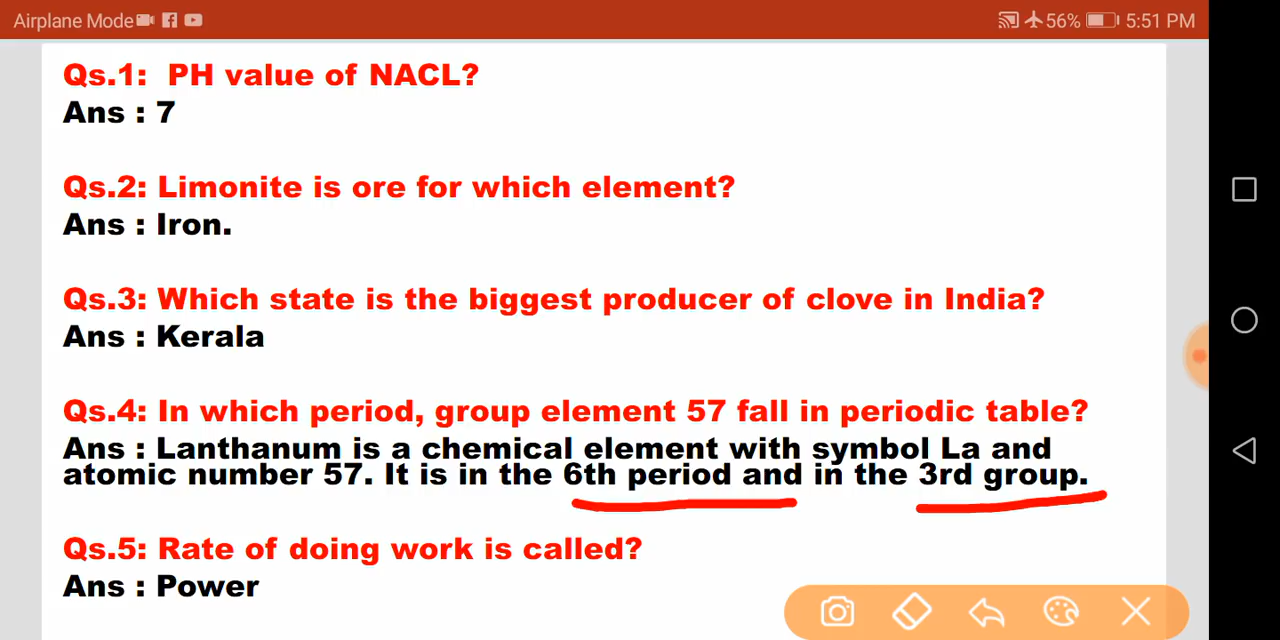 Airplane Mode 56% 5:51 PM
Qs.1: PH value of NACL?
Ans : 7
Qs.2: Limonite is ore for which element?
Ans : Iron.
Qs.3: Which state is the biggest producer of clove in India?
Ans : Kerala
Qs.4: In which period, group element 57 fall in periodic table?
Ans : Lanthanum is a chemical element with symbol La and
atomic number 57. It is in the 6th period and in the 3rd group.
Qs.5: Rate of doing work is called?
Ans : Power